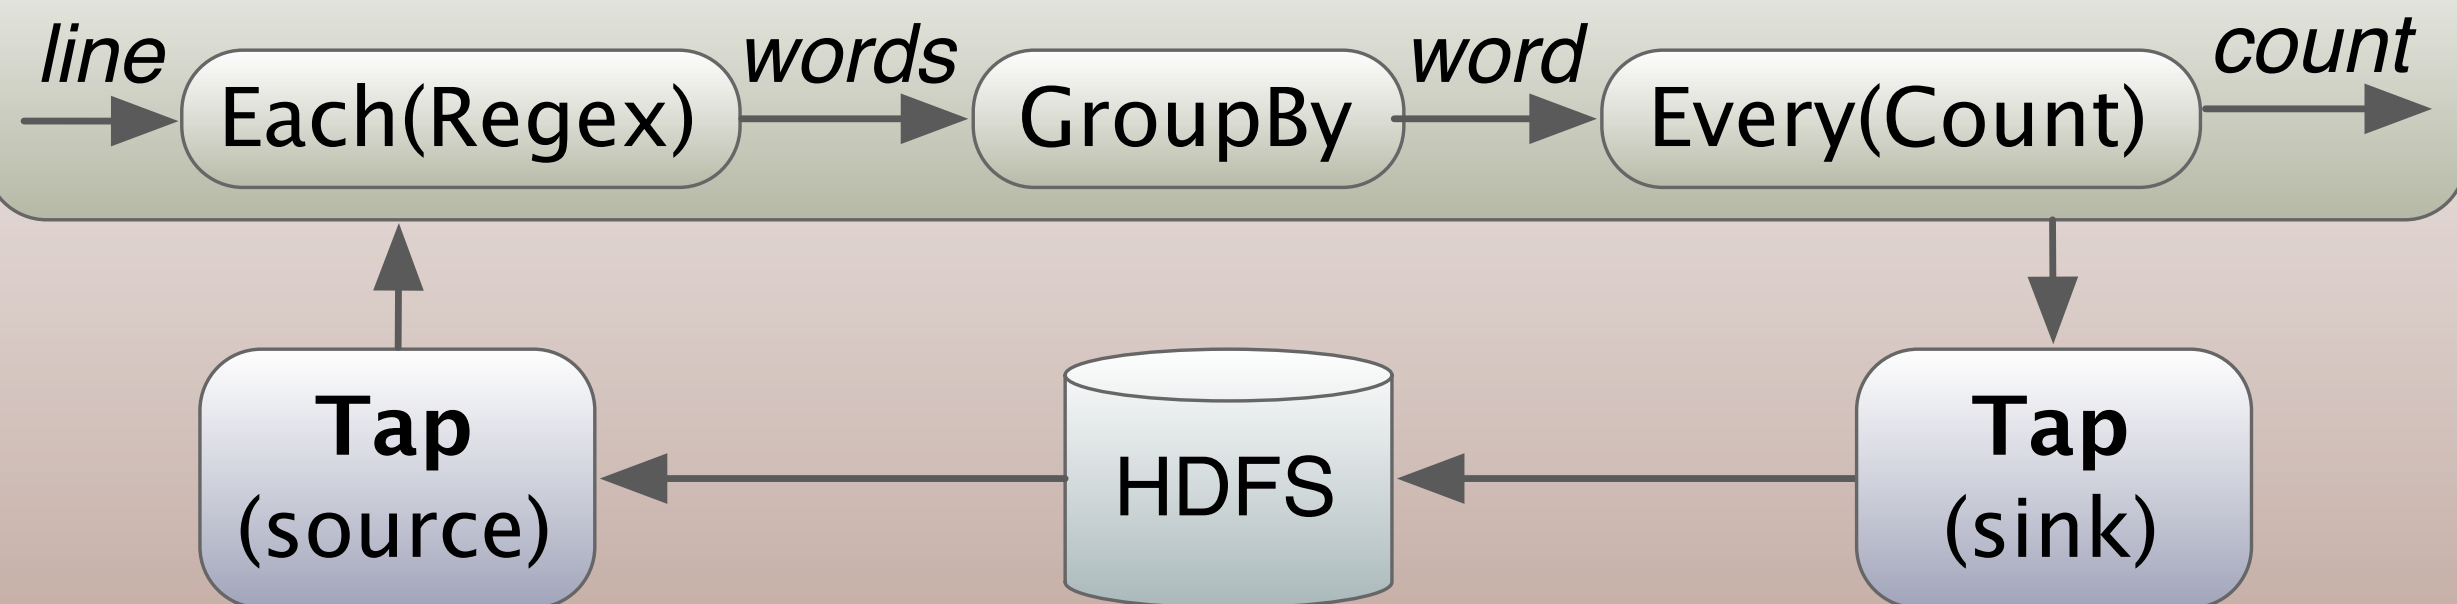 line
Each(Regex)
words
GroupBy
word
Every(Count)
count
Tap
(source)
HDFS
Tap
(sink)